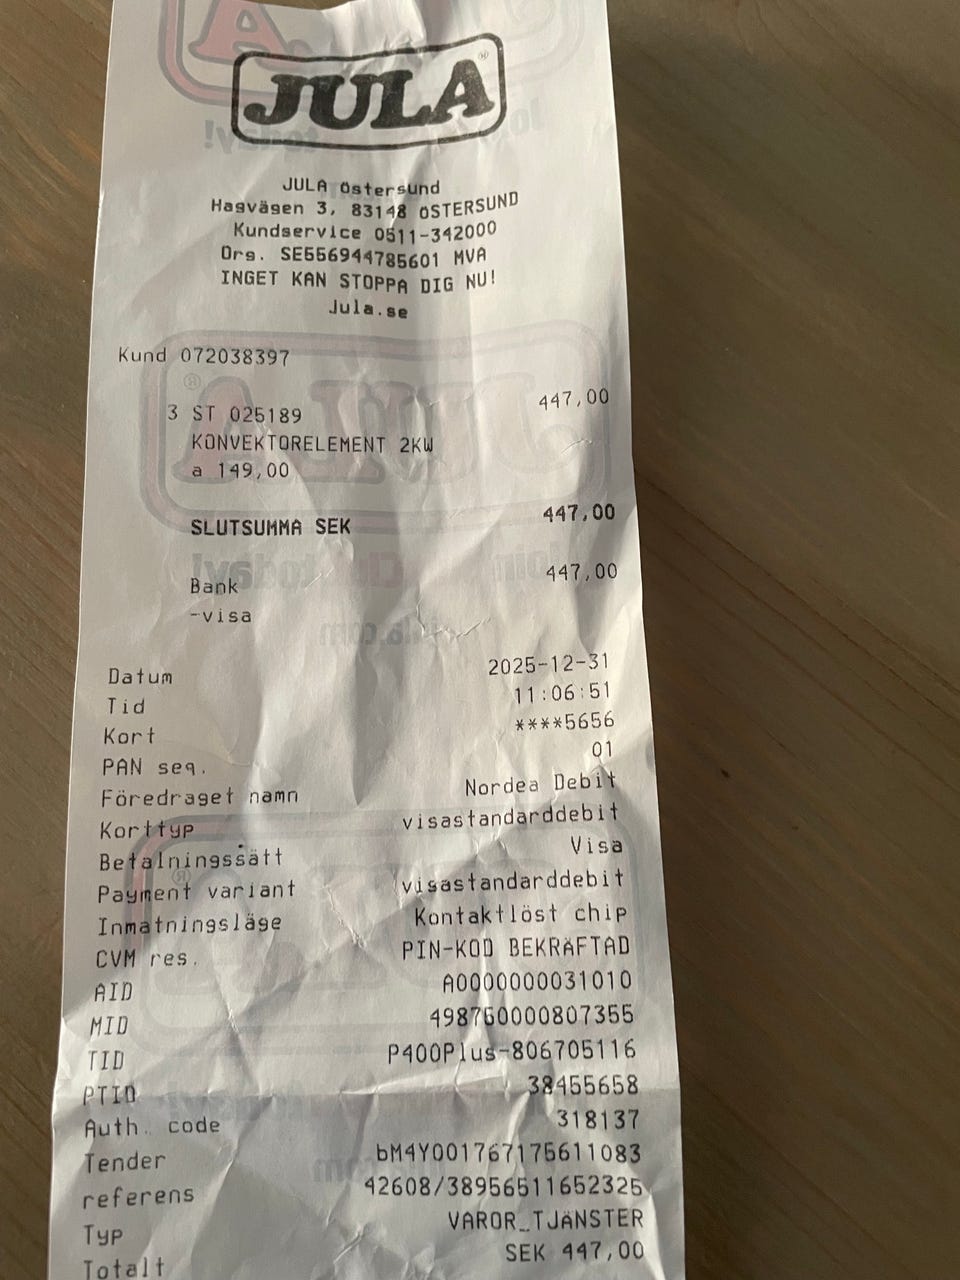 JULA®
JULA Östersund
Hagvägen 3, 83148 ÖSTERSUND
Kundservice 0511-342000
Org. SE556944785601 MVA
INGET KAN STOPPA DIG NU!
Jula.se
Kund 072038397
3 ST 025189 447,00
KONVEKTORELEMENT 2KW
a 149,00
SLUTSUMMA SEK 447,00
Bank 447,00
-visa
Datum 2025-12-31
Tid 11:06:51
Kort ****5656
PAN seq. 01
Föredraget namn Nordea Debit
Korttyp visastandarddebit
Betalningssätt Visa
Payment variant visastandarddebit
Inmatningsläge Kontaktlöst chip
CVM res. PIN-KOD BEKRÄFTAD
AID A0000000031010
MID 498760000807355
TID P400Plus-806705116
PTID 38455658
Auth. code 318137
Tender bM4Y001767175611083
referens 42608/38956511652325
Typ VAROR_TJÄNSTER
Totalt SEK 447,00